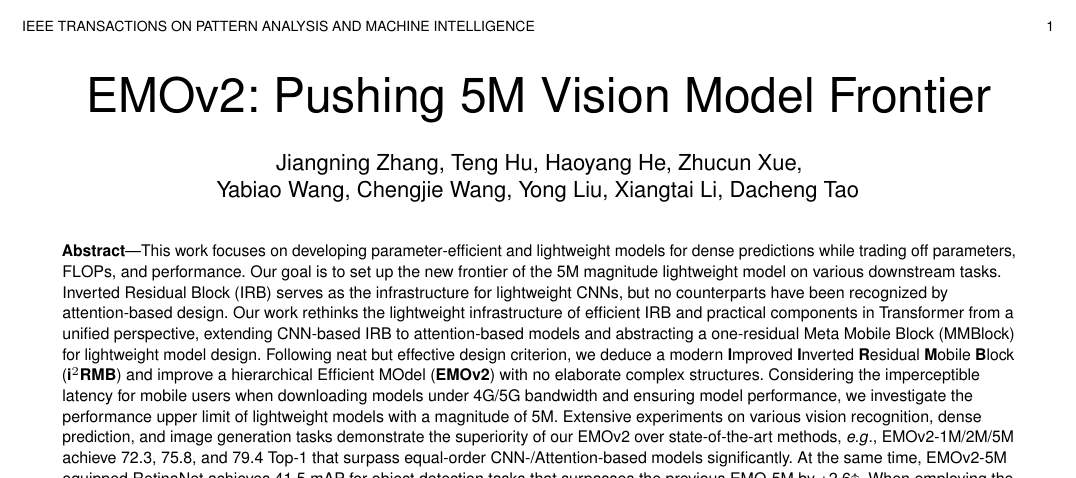 IEEE TRANSACTIONS ON PATTERN ANALYSIS AND MACHINE INTELLIGENCE 1
EMOv2: Pushing 5M Vision Model Frontier
Jiangning Zhang, Teng Hu, Haoyang He, Zhucun Xue,
Yabiao Wang, Chengjie Wang, Yong Liu, Xiangtai Li, Dacheng Tao
Abstract—This work focuses on developing parameter-efficient and lightweight models for dense predictions while trading off parameters,
FLOPs, and performance. Our goal is to set up the new frontier of the 5M magnitude lightweight model on various downstream tasks.
Inverted Residual Block (IRB) serves as the infrastructure for lightweight CNNs, but no counterparts have been recognized by
attention-based design. Our work rethinks the lightweight infrastructure of efficient IRB and practical components in Transformer from a
unified perspective, extending CNN-based IRB to attention-based models and abstracting a one-residual Meta Mobile Block (MMBlock)
for lightweight model design. Following neat but effective design criterion, we deduce a modern Improved Inverted Residual Mobile Block
(i²RMB) and improve a hierarchical Efficient MOdel (EMOv2) with no elaborate complex structures. Considering the imperceptible
latency for mobile users when downloading models under 4G/5G bandwidth and ensuring model performance, we investigate the
performance upper limit of lightweight models with a magnitude of 5M. Extensive experiments on various vision recognition, dense
prediction, and image generation tasks demonstrate the superiority of our EMOv2 over state-of-the-art methods, e.g., EMOv2-1M/2M/5M
achieve 72.3, 75.8, and 79.4 Top-1 that surpass equal-order CNN-/Attention-based models significantly. At the same time, EMOv2-5M
equipped RetinaNet achieves 41.5 mAP for object detection tasks that surpasses the previous EMO-5M by +2.6↑. When employing the